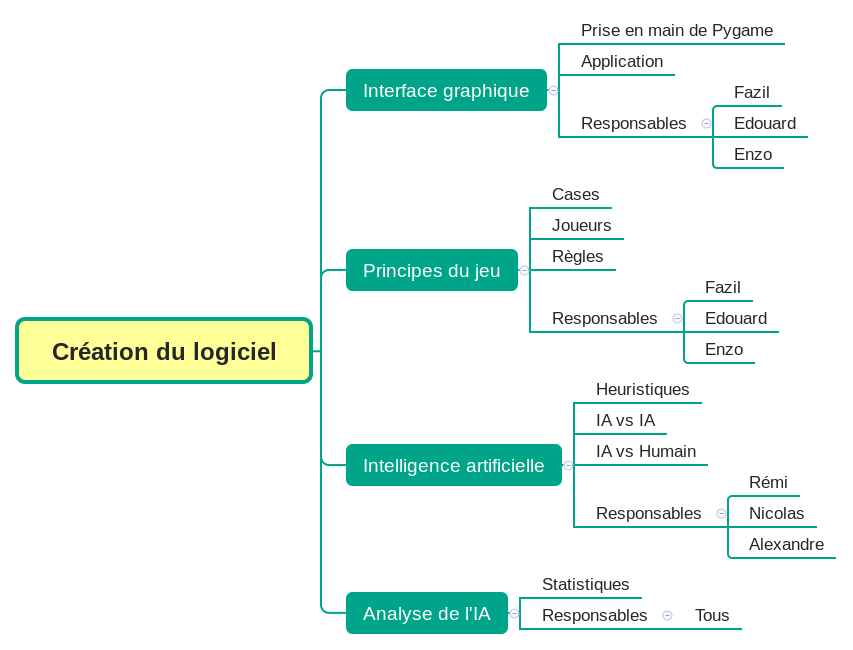 Création du logiciel
Interface graphique
Prise en main de Pygame
Application
Responsables
Fazil
Edouard
Enzo
Principes du jeu
Cases
Joueurs
Règles
Responsables
Fazil
Edouard
Enzo
Intelligence artificielle
Heuristiques
IA vs IA
IA vs Humain
Responsables
Rémi
Nicolas
Alexandre
Analyse de l'IA
Statistiques
Responsables
Tous